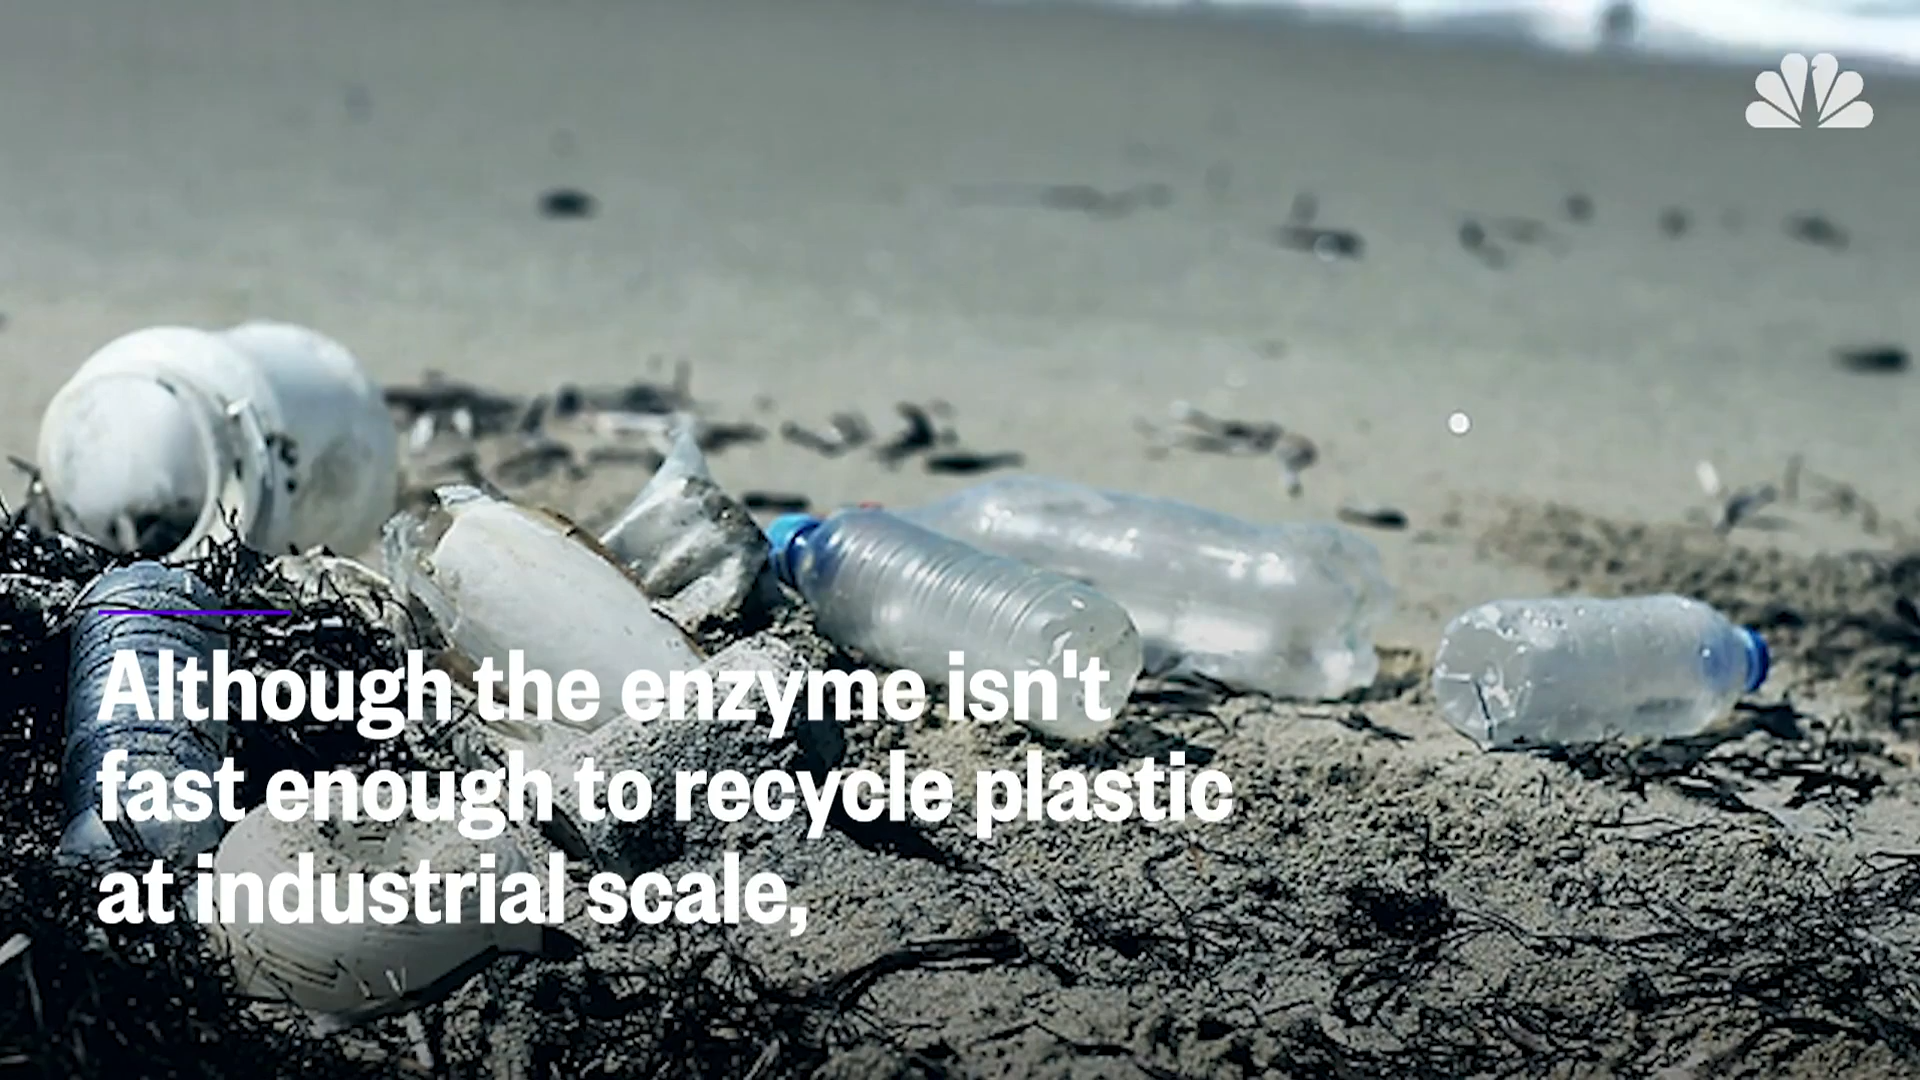 Although the enzyme isn't
fast enough to recycle plastic
at industrial scale,